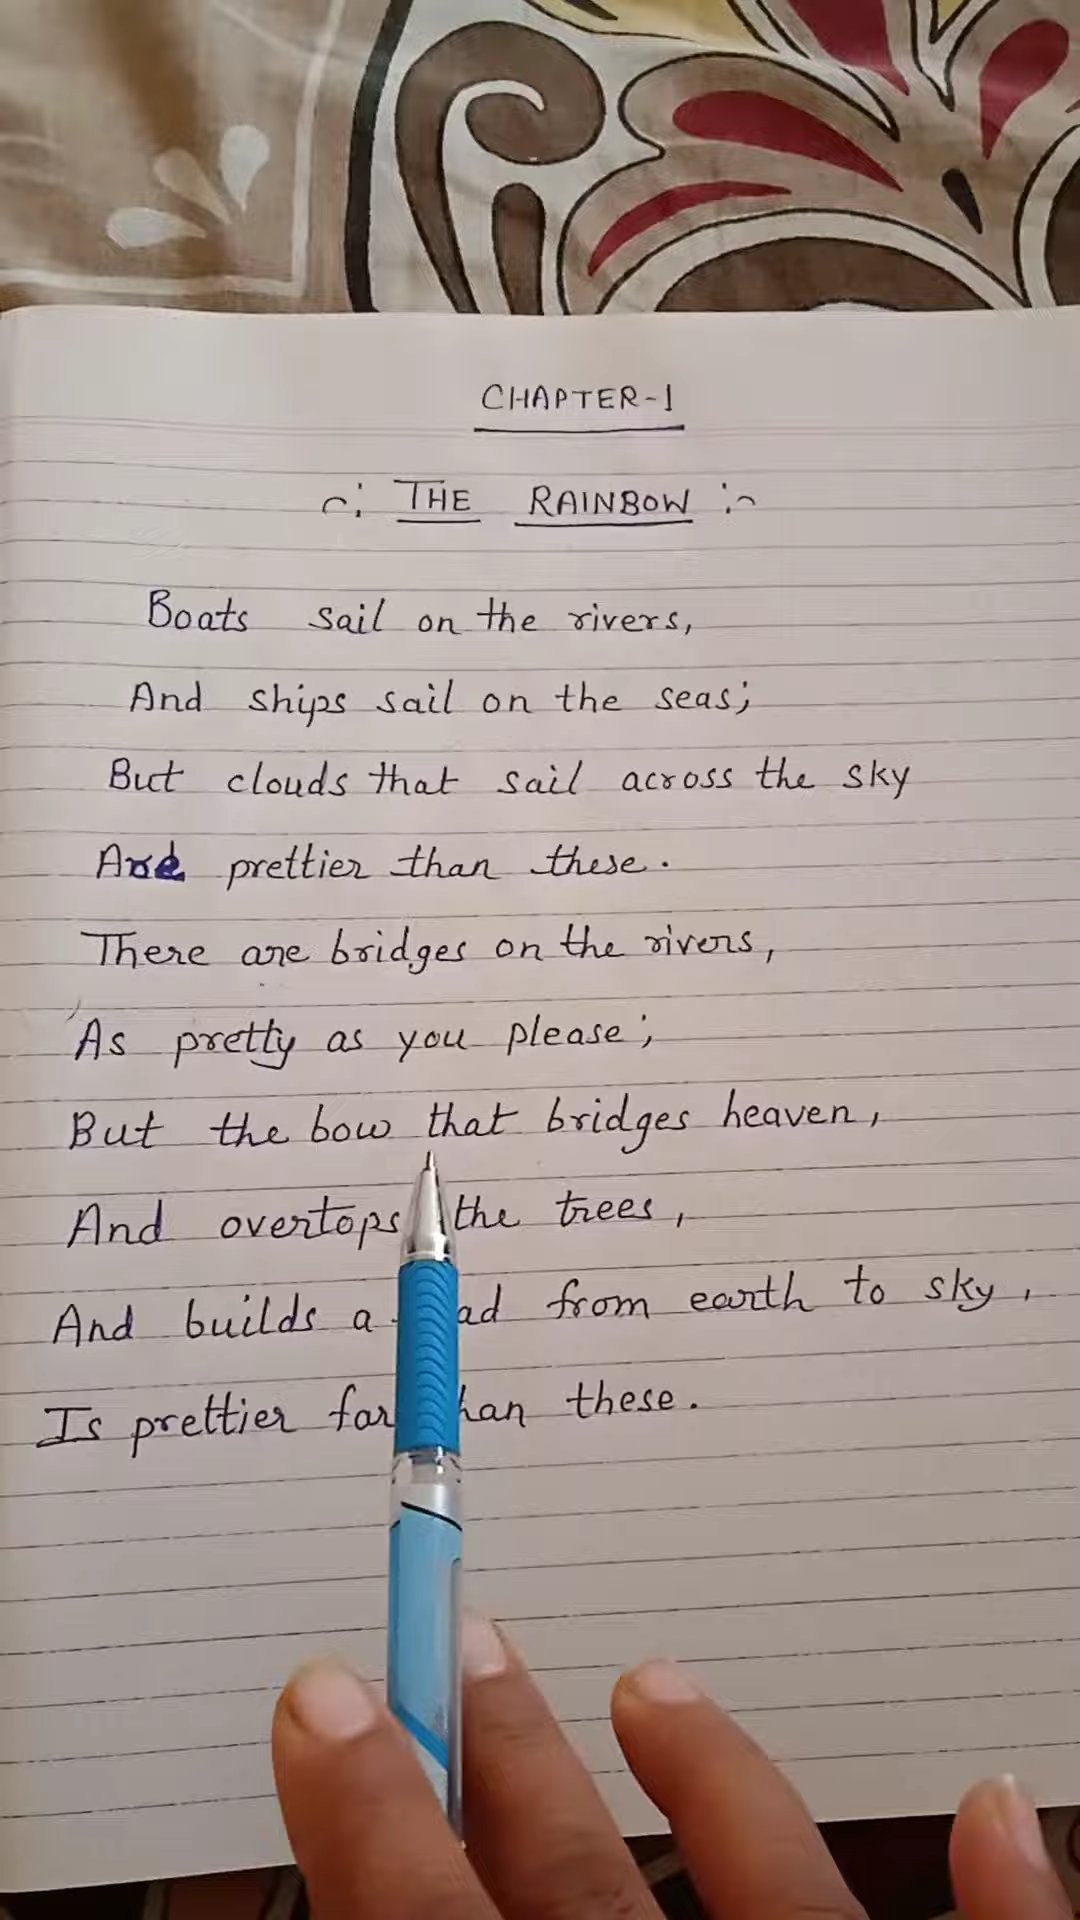 CHAPTER-1
THE RAINBOW
Boats sail on the rivers,
And ships sail on the seas;
But clouds that sail across the sky
Are prettier than these.
There are bridges on the rivers,
As pretty as you please;
But the bow that bridges heaven,
And overtops the trees,
And builds a from earth to sky,
Is prettier far these.